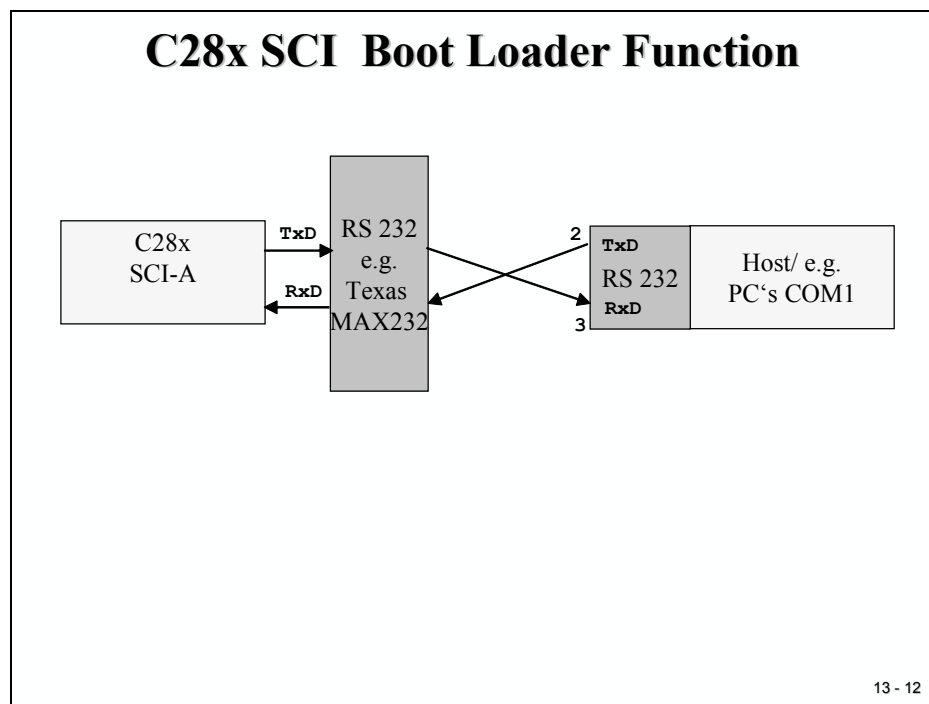 C28x SCI Boot Loader Function
C28x
SCI-A
TxD
RxD
RS 232
e.g.
Texas
MAX232
2
3
TxD
RS 232
RxD
Host/ e.g.
PC‘s COM1
13 - 12